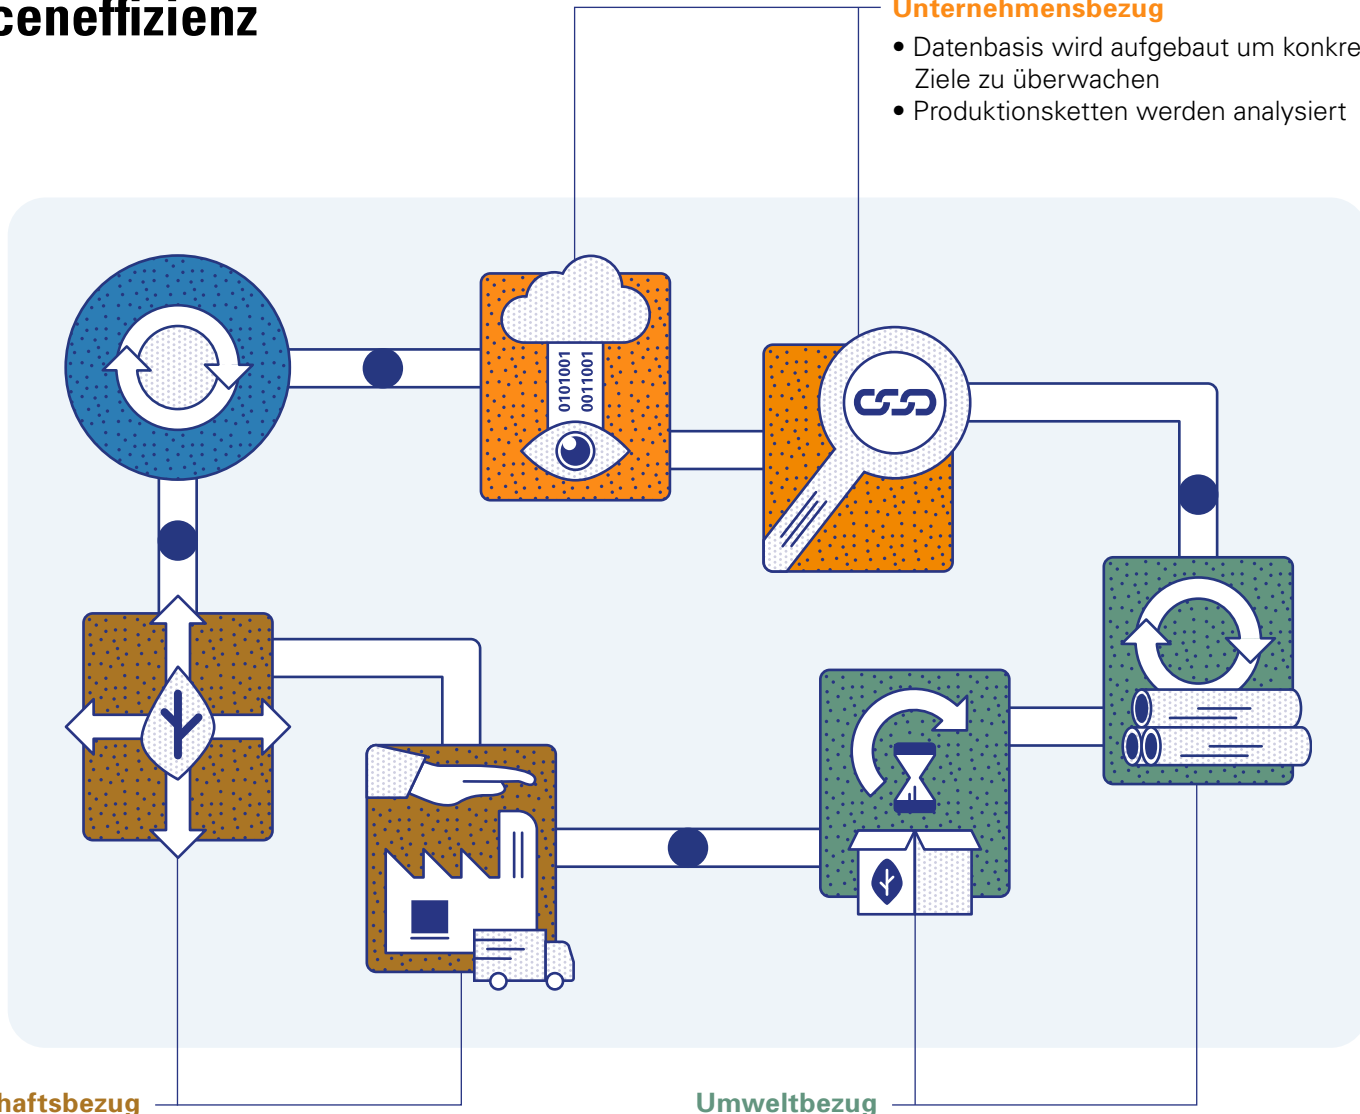 ceneffizienz
Unternehmensbezug
• Datenbasis wird aufgebaut um konkre
Ziele zu überwachen
• Produktionsketten werden analysiert
0101001
0011001
haftsbezug
Umweltbezug